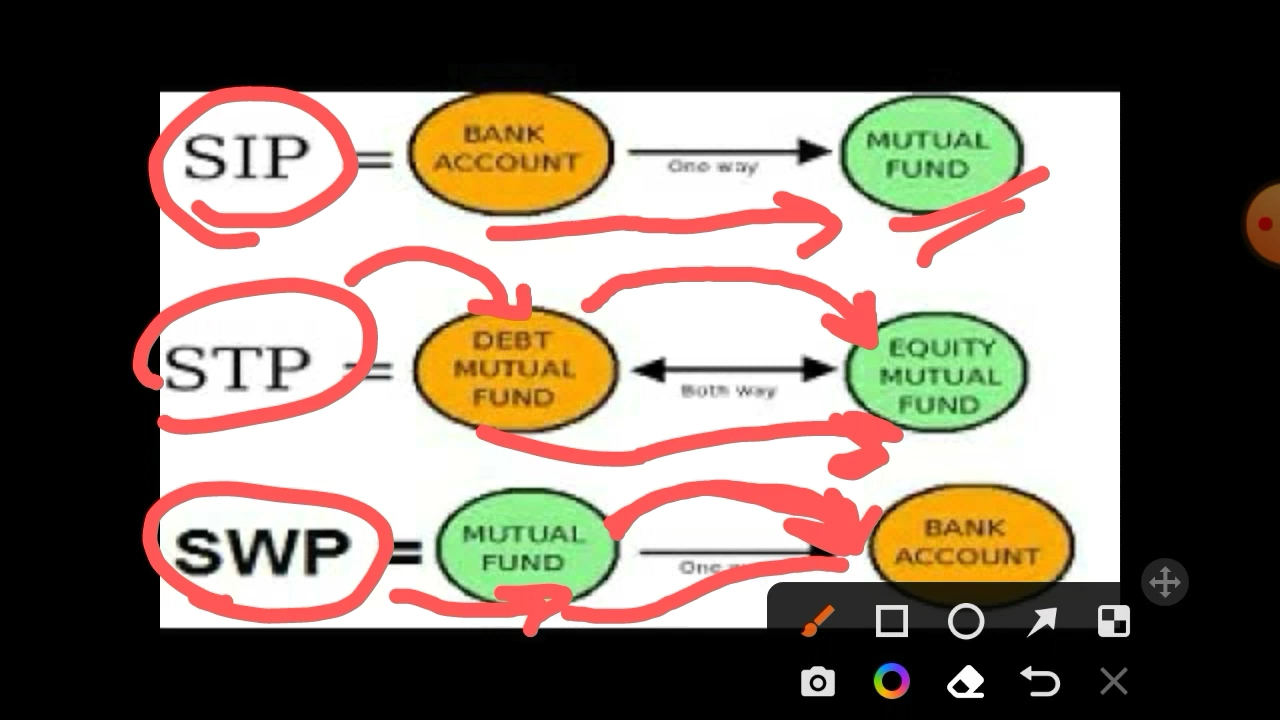 SIP = BANK ACCOUNT One way MUTUAL FUND
STP = DEBT MUTUAL FUND Both way EQUITY MUTUAL FUND
SWP = MUTUAL FUND One BANK ACCOUNT